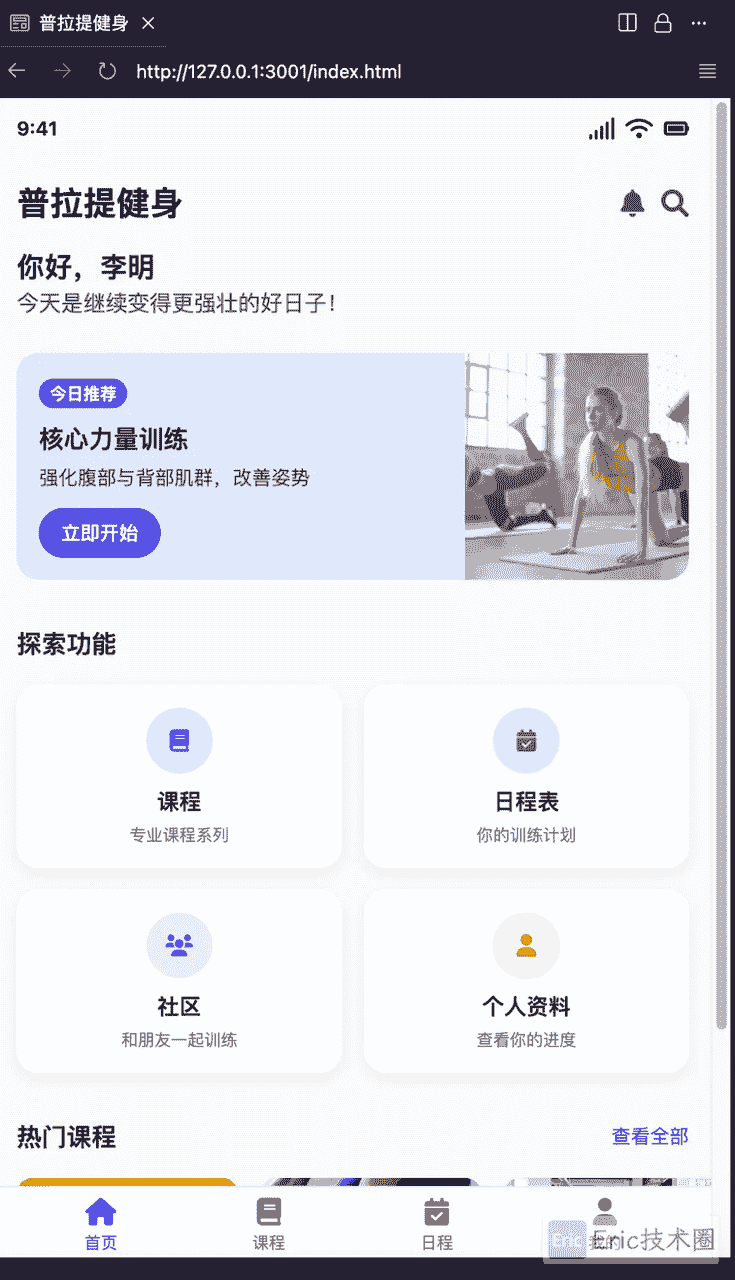 普拉提健身
http://127.0.0.1:3001/index.html
9:41
普拉提健身
你好，李明
今天是继续变得更强壮的好日子！
今日推荐
核心力量训练
强化腹部与背部肌群，改善姿势
立即开始
探索功能
课程
专业课程系列
日程表
你的训练计划
社区
和朋友一起训练
个人资料
查看你的进度
热门课程
查看全部
首页
课程
日程
我的
Eric
Eric技术圈